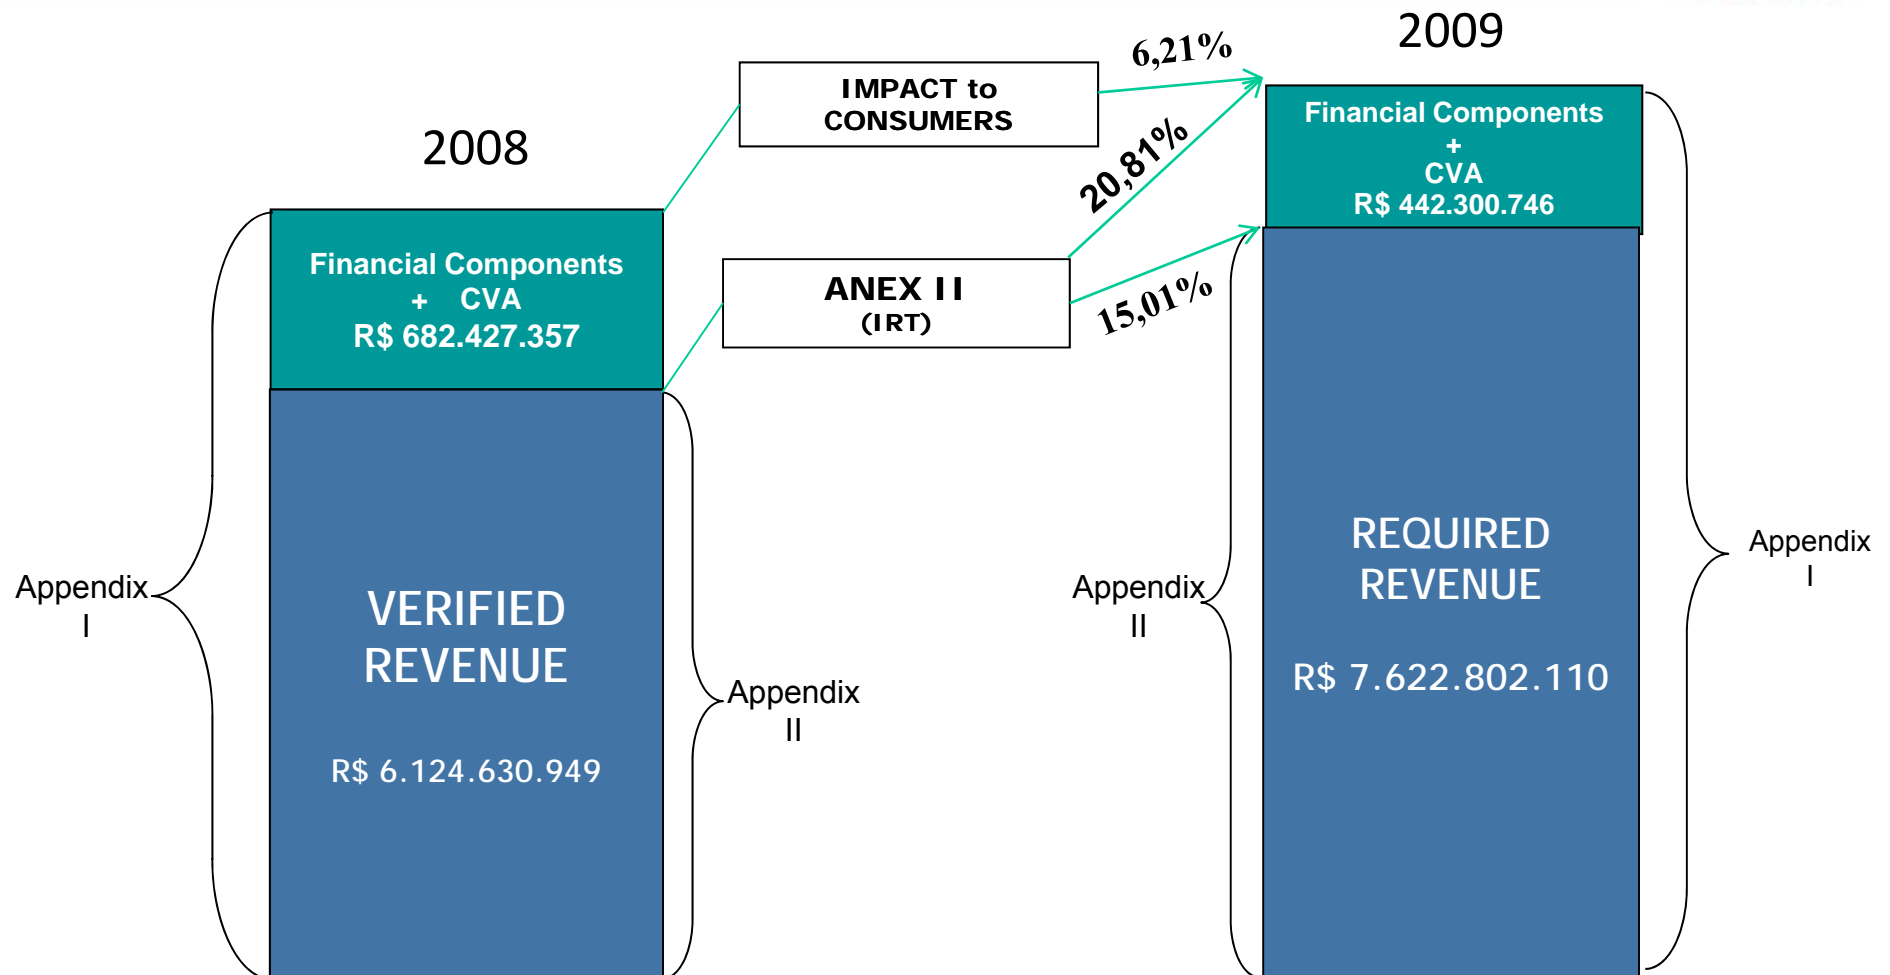 2009
6,21%
IMPACT to
CONSUMERS
2008
20,81%
Financial Components
+
CVA
R$ 442.300.746
Financial Components
+ CVA
R$ 682.427.357
ANEX II
(IRT)
15,01%
Appendix
I
VERIFIED
REVENUE
R$ 6.124.630.949
Appendix
II
Appendix
II
REQUIRED
REVENUE
R$ 7.622.802.110
Appendix
I